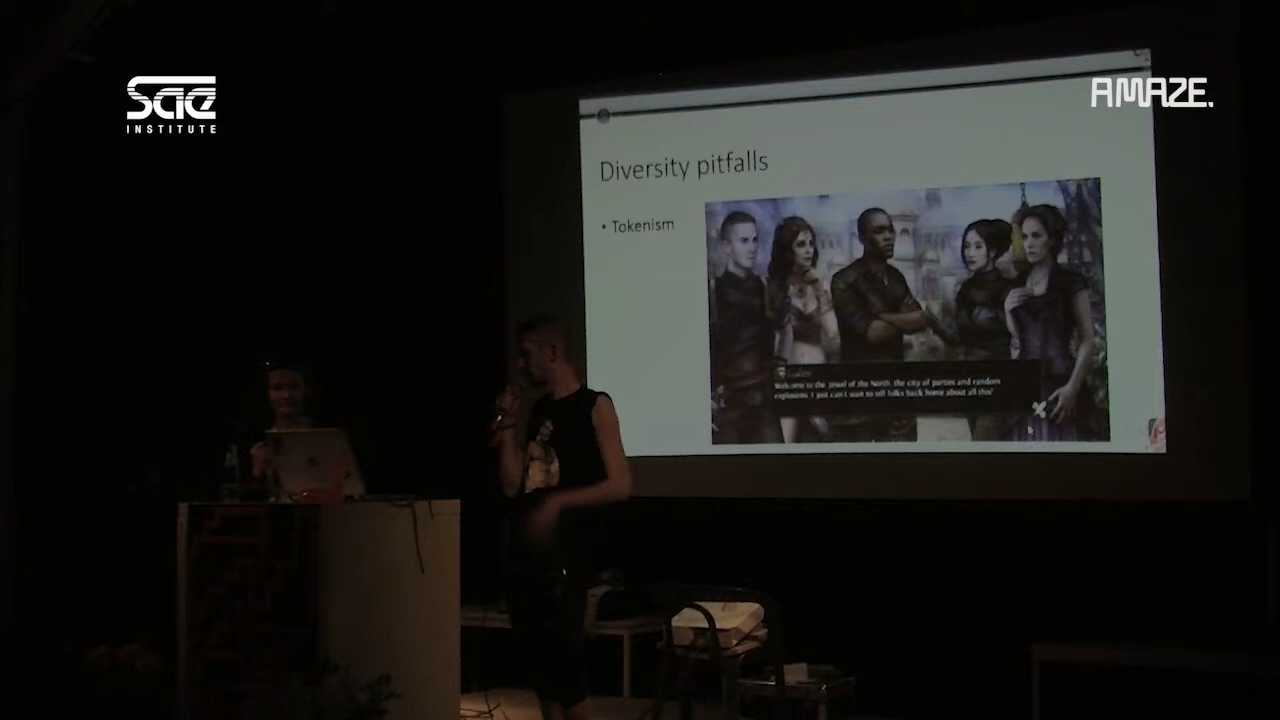 Sae
INSTITUTE
AMAZE.
Diversity pitfalls
• Tokenism
Welcome to the Jewel of the North, the city of parties and random
explosions. I just can't wait to tell folks back home about all this!